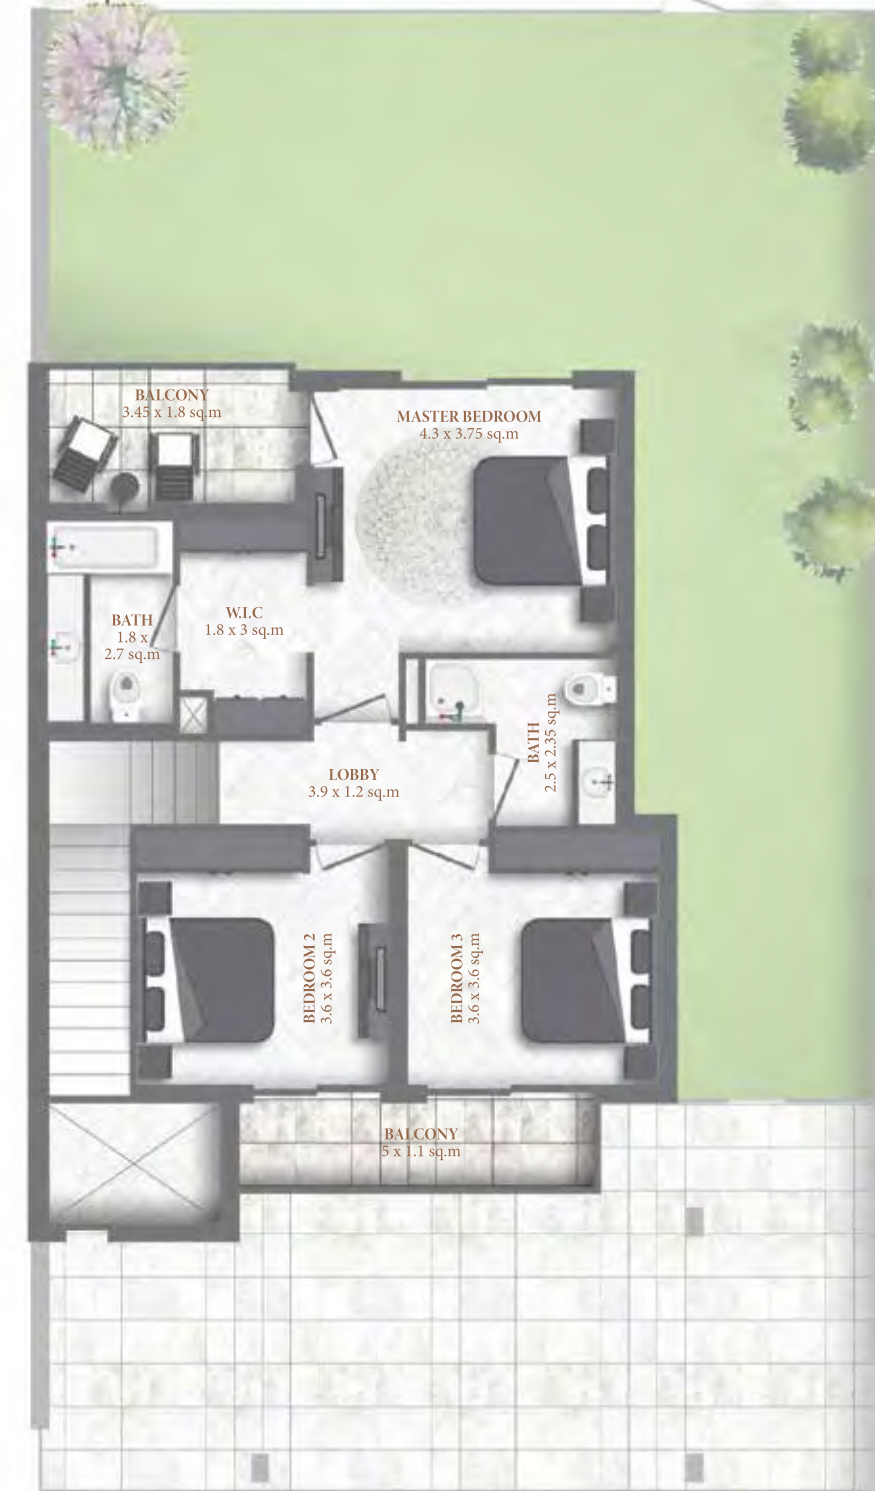 BALCONY
3.45 x 1.8 sq.m
MASTER BEDROOM
4.3 x 3.75 sq.m
BATH
1.8 x
2.7 sq.m
W.I.C
1.8 x 3 sq.m
BATH
2.5 x 2.35 sq.m
LOBBY
3.9 x 1.2 sq.m
BEDROOM 2
3.6 x 3.6 sq.m
BEDROOM 3
3.6 x 3.6 sq.m
BALCONY
5 x 1.1 sq.m